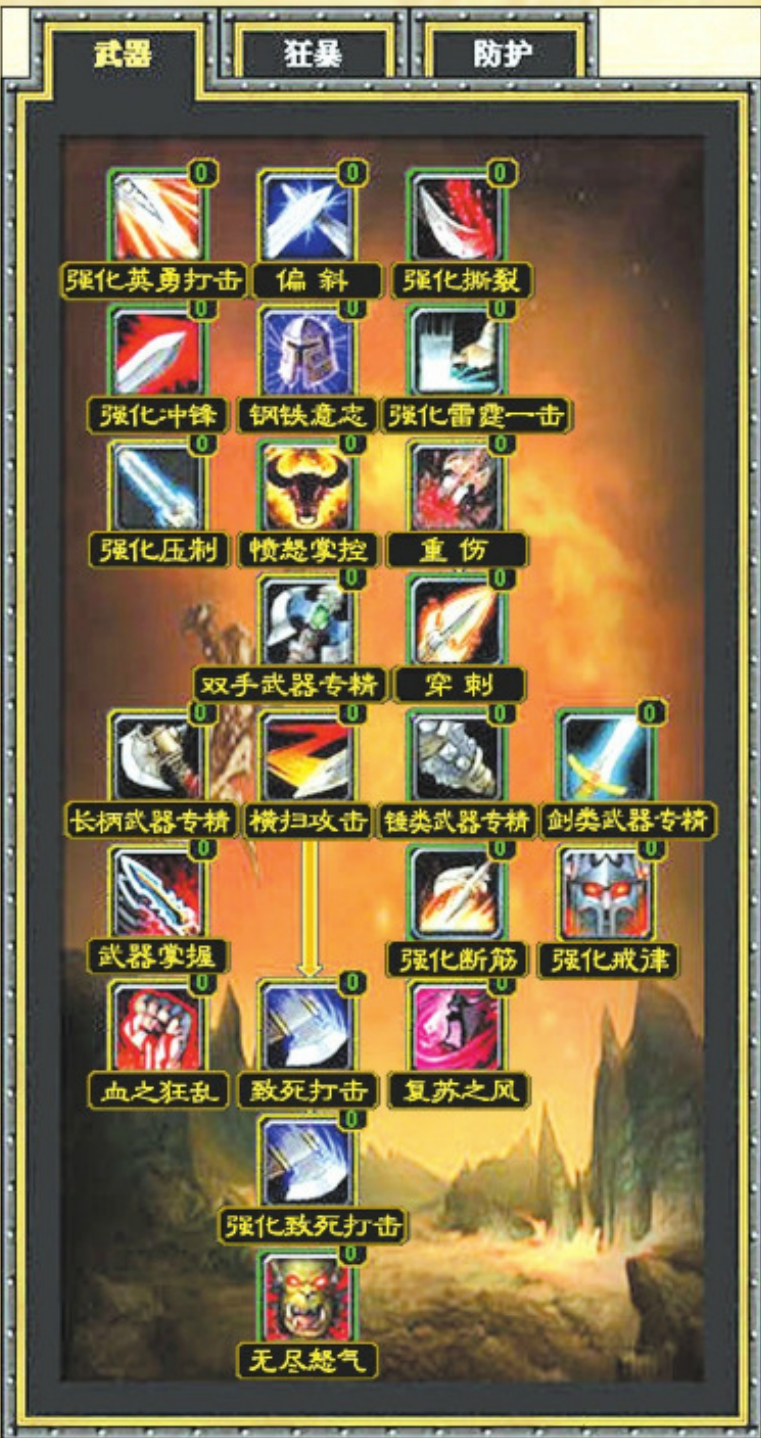 武器 狂暴 防护
0 0 0
强化英勇打击 偏斜 强化撕裂
0 0 0
强化冲锋 钢铁意志 强化雷霆一击
0 0 0
强化压制 愤怒掌控 重伤
0 0
双手武器专精 穿刺
0 0 0 0
长柄武器专精 横扫攻击 锤类武器专精 剑类武器专精
0 0 0
武器掌握 强化断筋 强化戒律
0 0 0
血之狂乱 致死打击 复苏之风
0
强化致死打击
0
无尽怒气